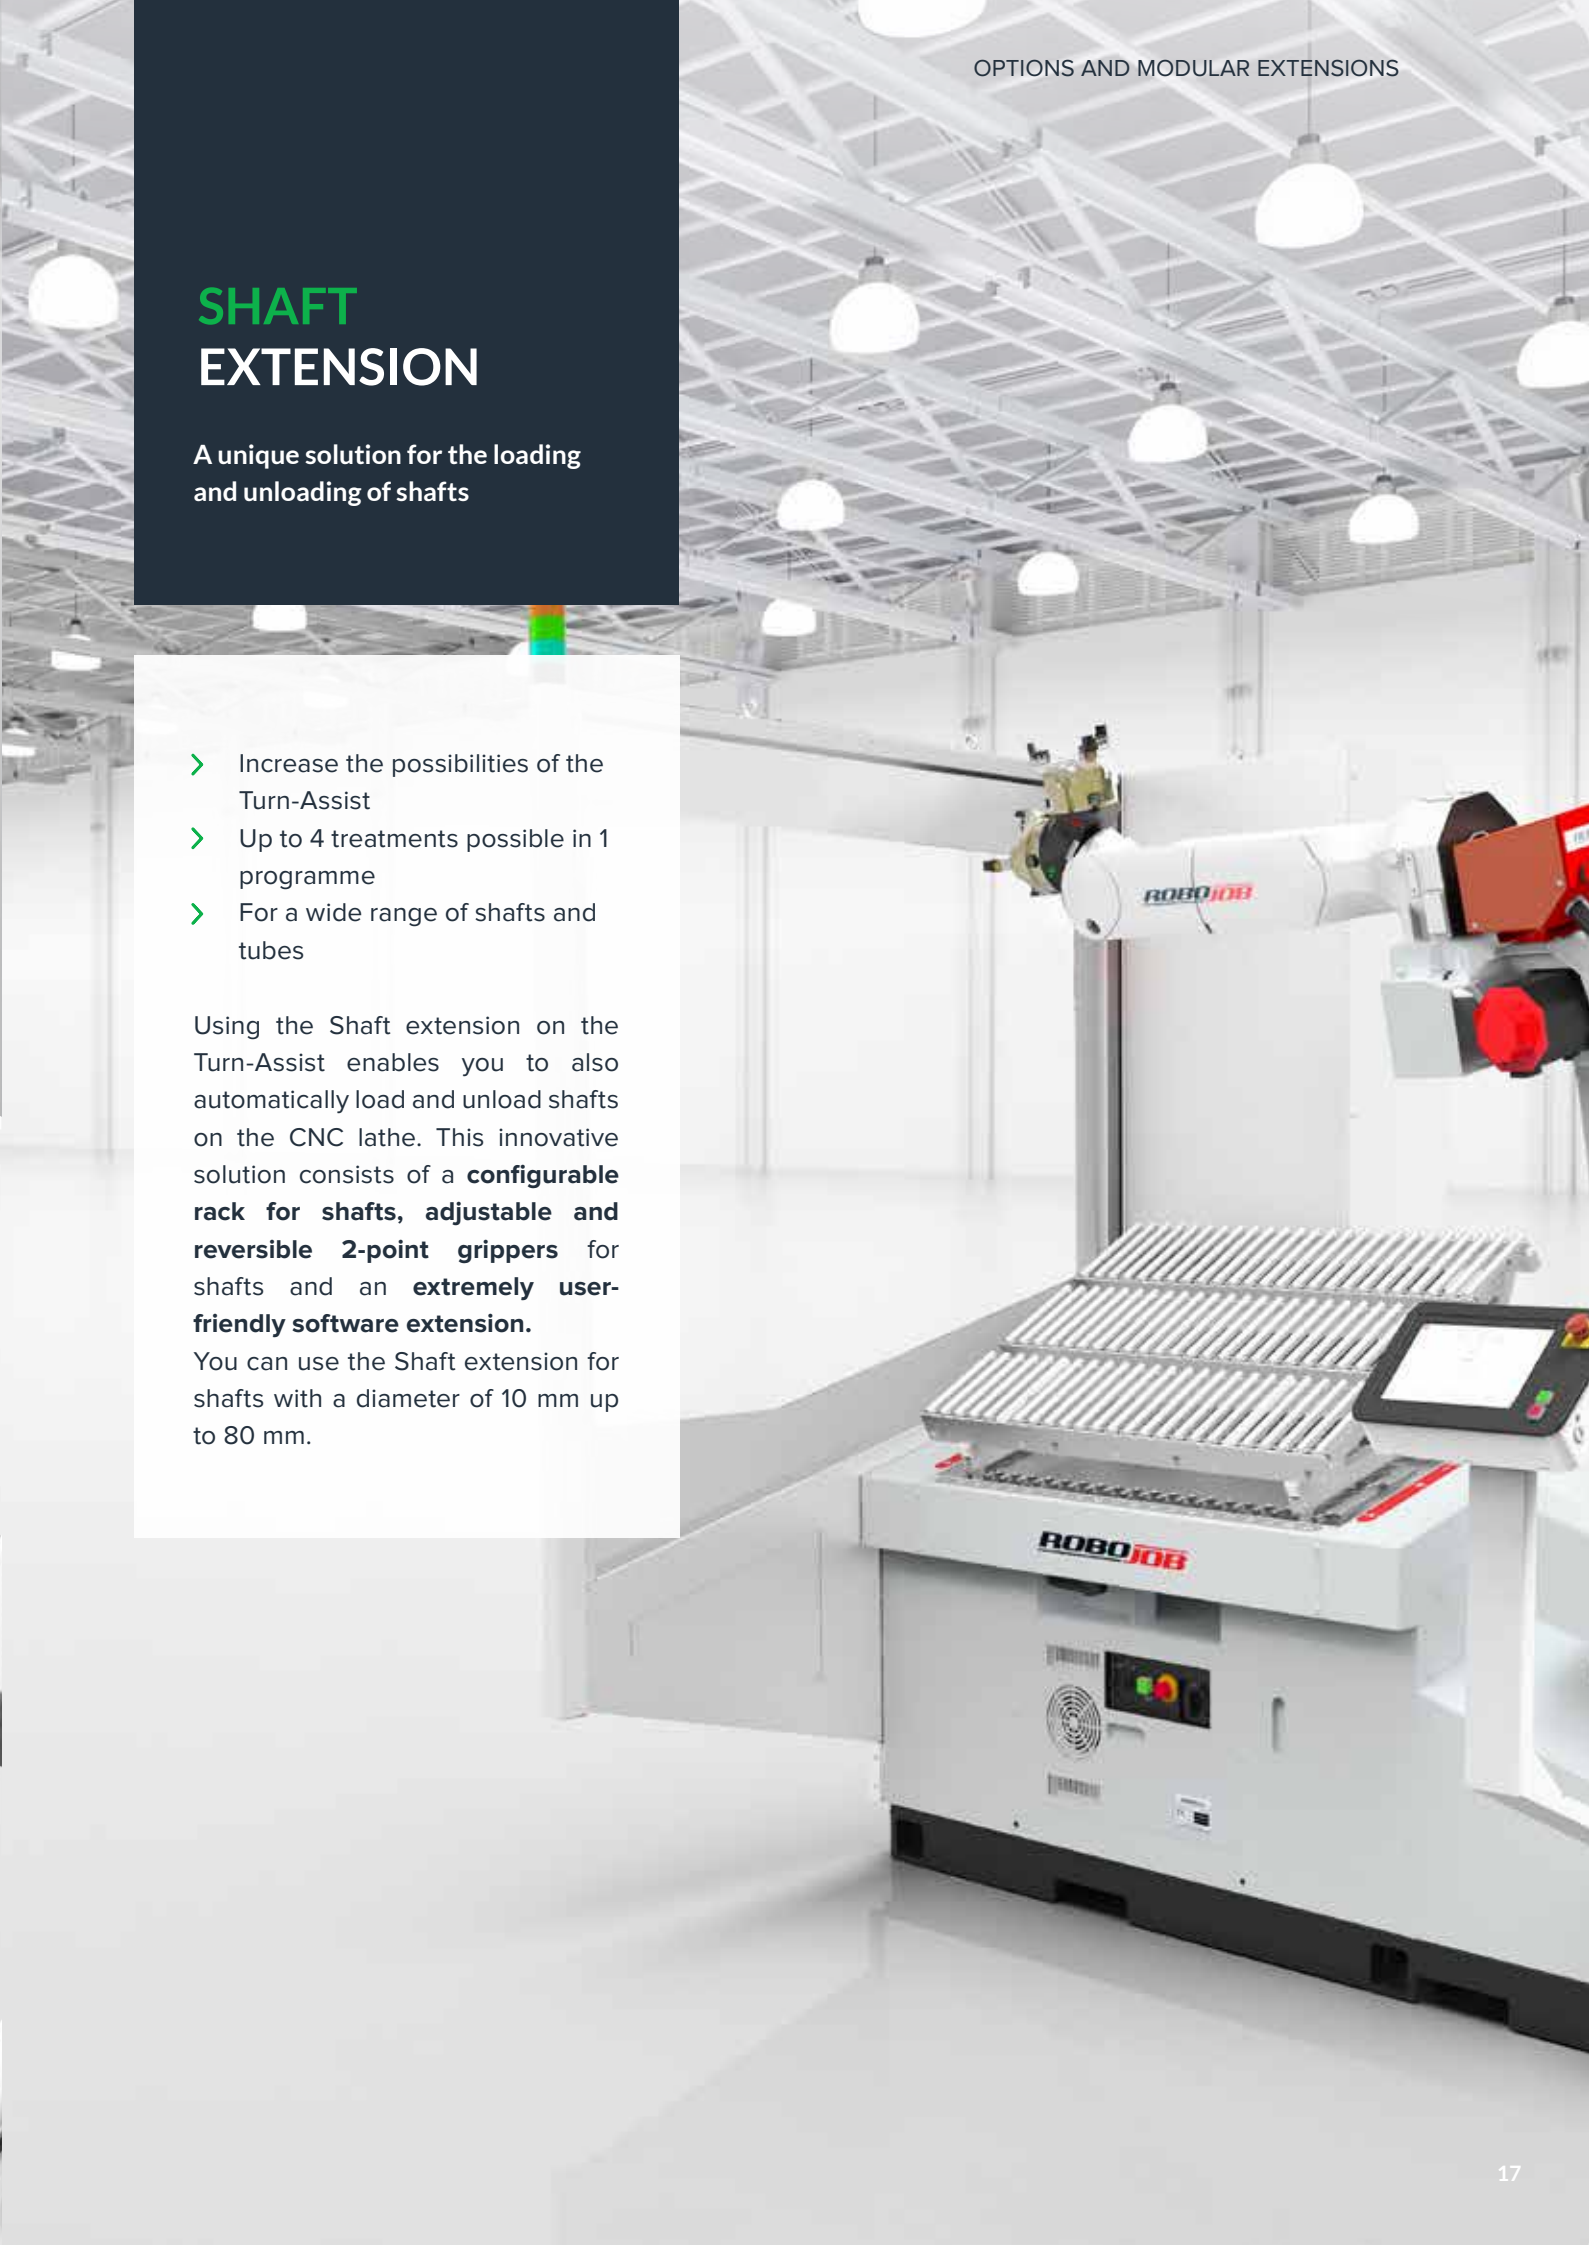 OPTIONS AND MODULAR EXTENSIONS
SHAFT
EXTENSION
A unique solution for the loading
and unloading of shafts
Increase the possibilities of the
Turn-Assist
Up to 4 treatments possible in 1
programme
For a wide range of shafts and
tubes
Using the Shaft extension on the
Turn-Assist enables you to also
automatically load and unload shafts
on the CNC lathe. This innovative
solution consists of a configurable
rack for shafts, adjustable and
reversible 2-point grippers for
shafts and an extremely user-
friendly software extension.
You can use the Shaft extension for
shafts with a diameter of 10 mm up
to 80 mm.
ROBOJOB
ROBOJOB
17